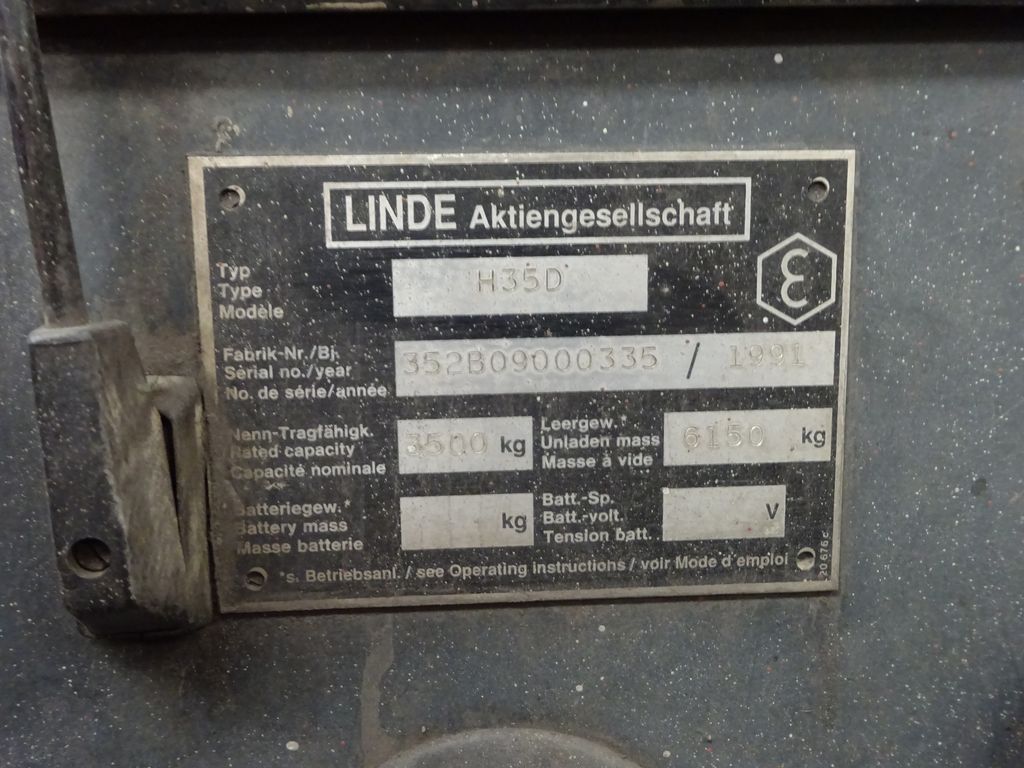 LINDE Aktiengesellschaft
Typ
Type
Modèle
H35D
ε
Fabrik-Nr./Bj.
Serial no./year
No. de série/année
352B09000335 / 1991
Nenn-Tragfähigk.
Rated capacity
Capacité nominale
3500 kg
Leergew.*
Unladen mass
Masse à vide
6150 kg
Batteriegew.*
Battery mass
Masse batterie
kg
Batt.-Sp.
Batt.-volt.
Tension batt.
V
*s. Betriebsanl. / see Operating instructions / voir Mode d'emploi
20 676 c